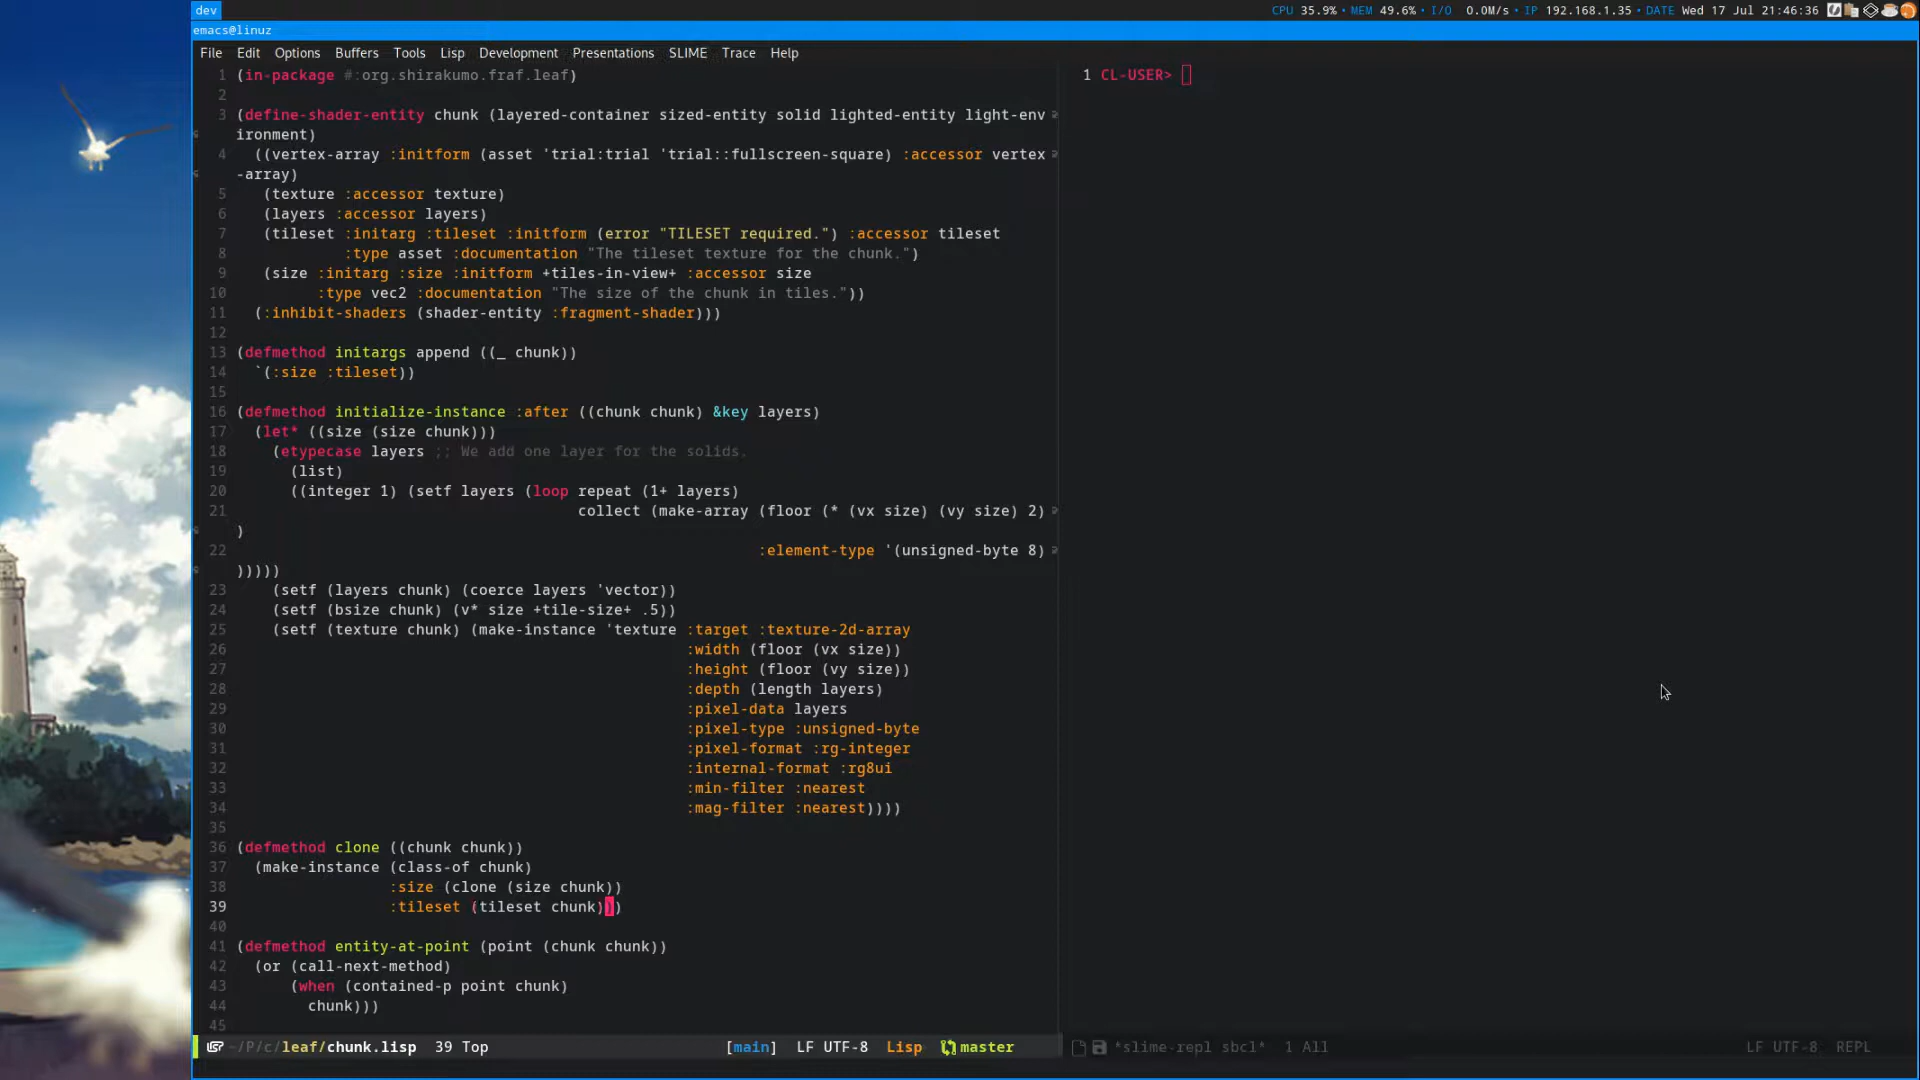 dev
CPU 35.9% • MEM 49.6% • I/O 0.0M/s • IP 192.168.1.35 • DATE Wed 17 Jul 21:46:36
emacs@linuz
File Edit Options Buffers Tools Lisp Development Presentations SLIME Trace Help
1 (in-package #:org.shirakumo.fraf.leaf)
2
3 (define-shader-entity chunk (layered-container sized-entity solid lighted-entity light-env
ironment)
4   ((vertex-array :initform (asset 'trial:trial 'trial::fullscreen-square) :accessor vertex
-array)
5    (texture :accessor texture)
6    (layers :accessor layers)
7    (tileset :initarg :tileset :initform (error "TILESET required.") :accessor tileset
8             :type asset :documentation "The tileset texture for the chunk.")
9    (size :initarg :size :initform +tiles-in-view+ :accessor size
10          :type vec2 :documentation "The size of the chunk in tiles."))
11   (:inhibit-shaders (shader-entity :fragment-shader)))
12
13 (defmethod initargs append ((_ chunk))
14   `(:size :tileset))
15
16 (defmethod initialize-instance :after ((chunk chunk) &key layers)
17   (let* ((size (size chunk)))
18     (etypecase layers ;; We add one layer for the solids.
19       (list)
20       ((integer 1) (setf layers (loop repeat (1+ layers)
21                                       collect (make-array (floor (* (vx size) (vy size) 2)
)
22                                                           :element-type '(unsigned-byte 8)
)))))
23     (setf (layers chunk) (coerce layers 'vector))
24     (setf (bsize chunk) (v* size +tile-size+ .5))
25     (setf (texture chunk) (make-instance 'texture :target :texture-2d-array
26                                                   :width (floor (vx size))
27                                                   :height (floor (vy size))
28                                                   :depth (length layers)
29                                                   :pixel-data layers
30                                                   :pixel-type :unsigned-byte
31                                                   :pixel-format :rg-integer
32                                                   :internal-format :rg8ui
33                                                   :min-filter :nearest
34                                                   :mag-filter :nearest))))
35
36 (defmethod clone ((chunk chunk))
37   (make-instance (class-of chunk)
38                  :size (clone (size chunk))
39                  :tileset (tileset chunk)))
40
41 (defmethod entity-at-point (point (chunk chunk))
42   (or (call-next-method)
43       (when (contained-p point chunk)
44         chunk)))
45
~/P/c/leaf/chunk.lisp 39 Top [main] LF UTF-8 Lisp master
1 CL-USER>
*slime-repl sbcl* 1 All LF UTF-8 REPL